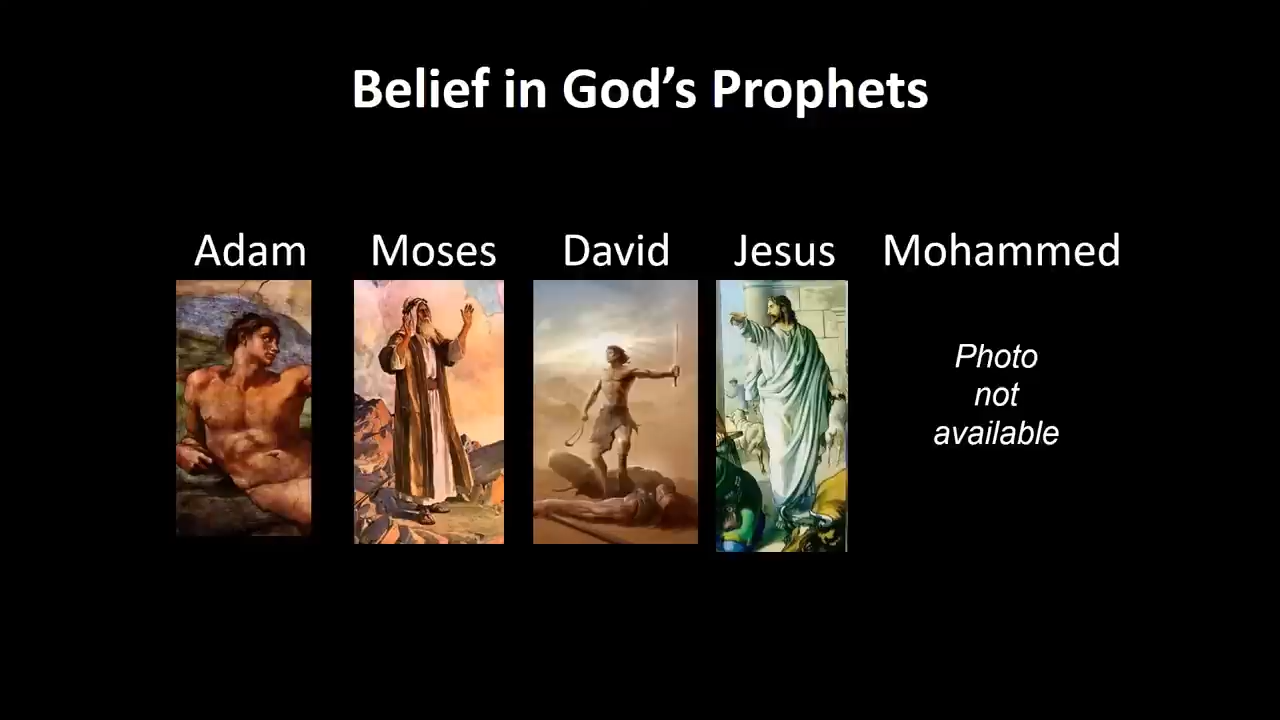 Belief in God’s Prophets
Adam Moses David Jesus Mohammed
Photo
not
available